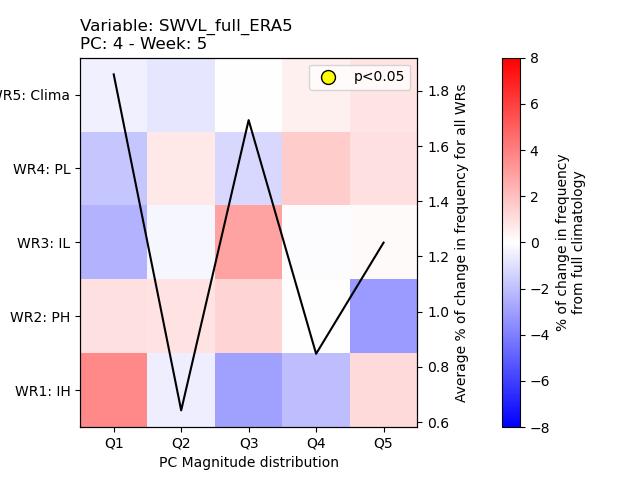 Variable: SWVL_full_ERA5
PC: 4 - Week: 5
p<0.05
WR5: Clima
WR4: PL
WR3: IL
WR2: PH
WR1: IH
Q1 Q2 Q3 Q4 Q5
PC Magnitude distribution
1.8
1.6
1.4
1.2
1.0
0.8
0.6
Average % of change in frequency for all WRs
8
6
4
2
0
−2
−4
−6
−8
% of change in frequency
from full climatology